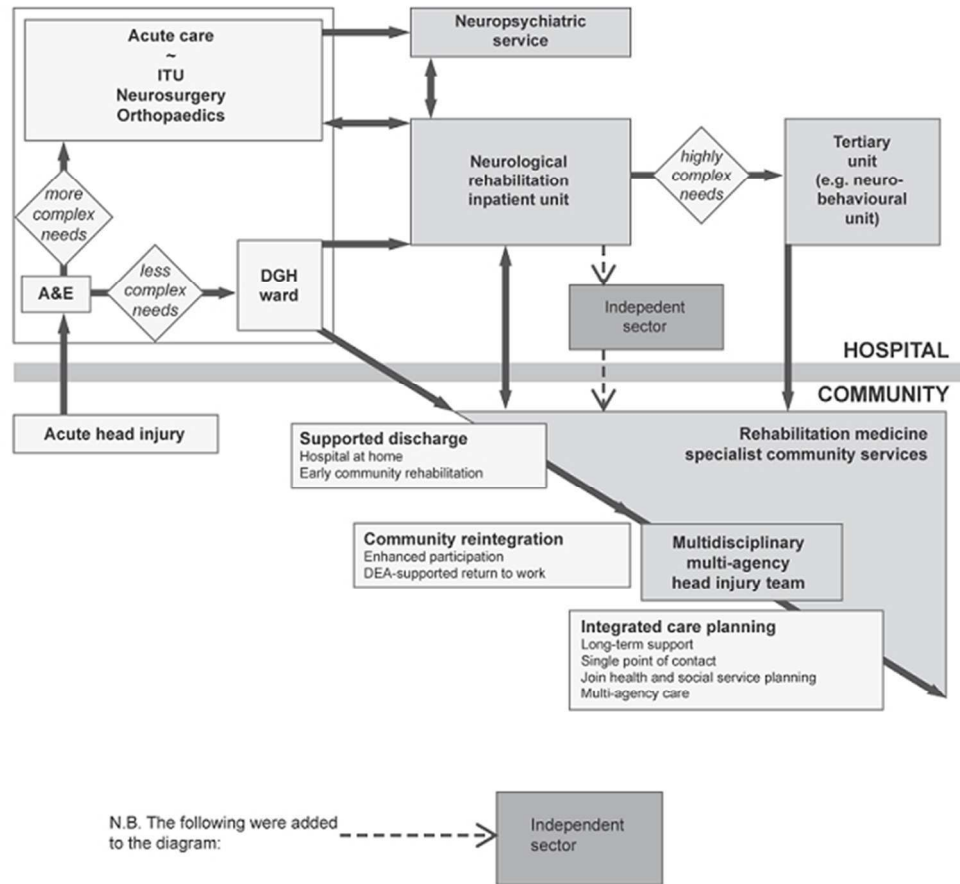 Acute care
~
ITU
Neurosurgery
Orthopaedics
Neuropsychiatric
service
more
complex
needs
Neurological
rehabilitation
inpatient unit
highly
complex
needs
Tertiary
unit
(e.g. neuro-
behavioural
unit)
A&E
less
complex
needs
DGH
ward
Indepedent
sector
HOSPITAL
COMMUNITY
Acute head injury
Supported discharge
Hospital at home
Early community rehabilitation
Rehabilitation medicine
specialist community services
Community reintegration
Enhanced participation
DEA-supported return to work
Multidisciplinary
multi-agency
head injury team
Integrated care planning
Long-term support
Single point of contact
Join health and social service planning
Multi-agency care
N.B. The following were added
to the diagram:
Independent
sector